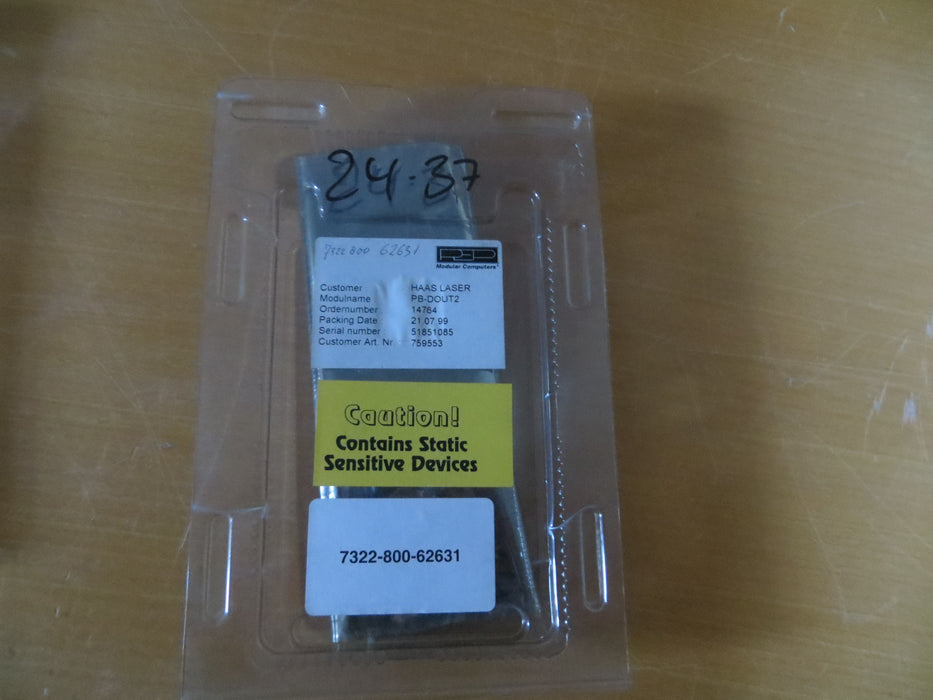 24.37
7322 800 62631
PEP
Modular Computers
Customer HAAS LASER
Modulname PB-DOUT2
Ordernumber 14764
Packing Date 21 07 99
Serial number 51851085
Customer Art. Nr 759553
Caution!
Contains Static
Sensitive Devices
7322-800-62631